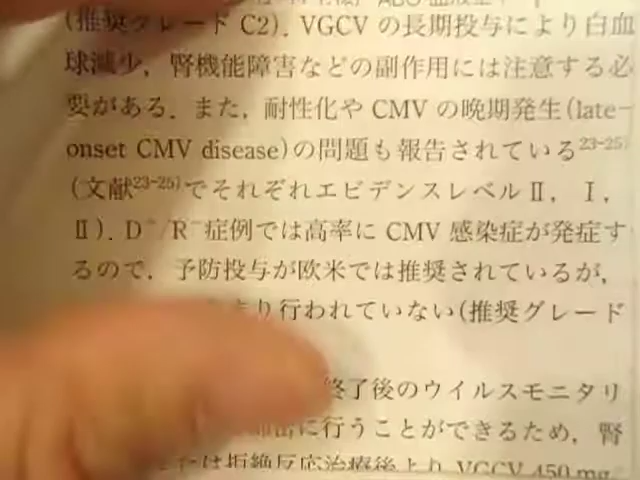 (推奨グレード C2)．VGCV の長期投与により白血
球減少，腎機能障害などの副作用には注意する必
要がある．また，耐性化や CMV の晩期発生(late-
onset CMV disease)の問題も報告されている23-25)
(文献23-25)でそれぞれエビデンスレベルⅡ，Ⅰ，
Ⅱ)．D+/R−症例では高率に CMV 感染症が発症す
るので，予防投与が欧米では推奨されているが，
まり行われていない(推奨グレード
終了後のウイルスモニタリ
に行うことができるため，腎
は拒絶反応治療後より VGCV 450 mg